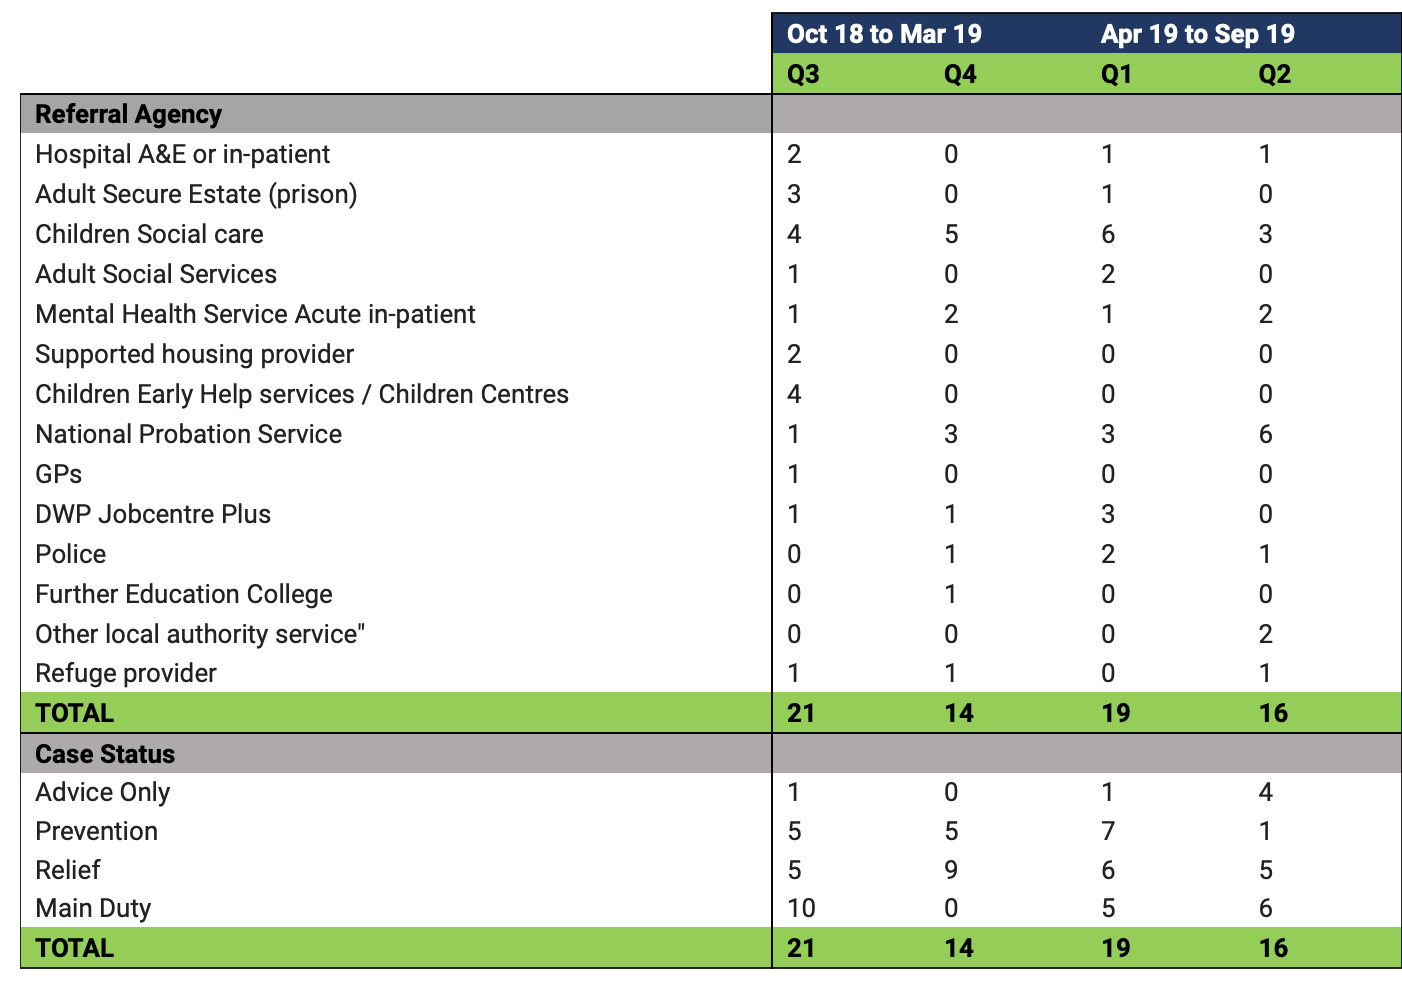 Oct 18 to Mar 19 Apr 19 to Sep 19
Q3 Q4 Q1 Q2
Referral Agency
Hospital A&E or in-patient 2 0 1 1
Adult Secure Estate (prison) 3 0 1 0
Children Social care 4 5 6 3
Adult Social Services 1 0 2 0
Mental Health Service Acute in-patient 1 2 1 2
Supported housing provider 2 0 0 0
Children Early Help services / Children Centres 4 0 0 0
National Probation Service 1 3 3 6
GPs 1 0 0 0
DWP Jobcentre Plus 1 1 3 0
Police 0 1 2 1
Further Education College 0 1 0 0
Other local authority service" 0 0 0 2
Refuge provider 1 1 0 1
TOTAL 21 14 19 16
Case Status
Advice Only 1 0 1 4
Prevention 5 5 7 1
Relief 5 9 6 5
Main Duty 10 0 5 6
TOTAL 21 14 19 16